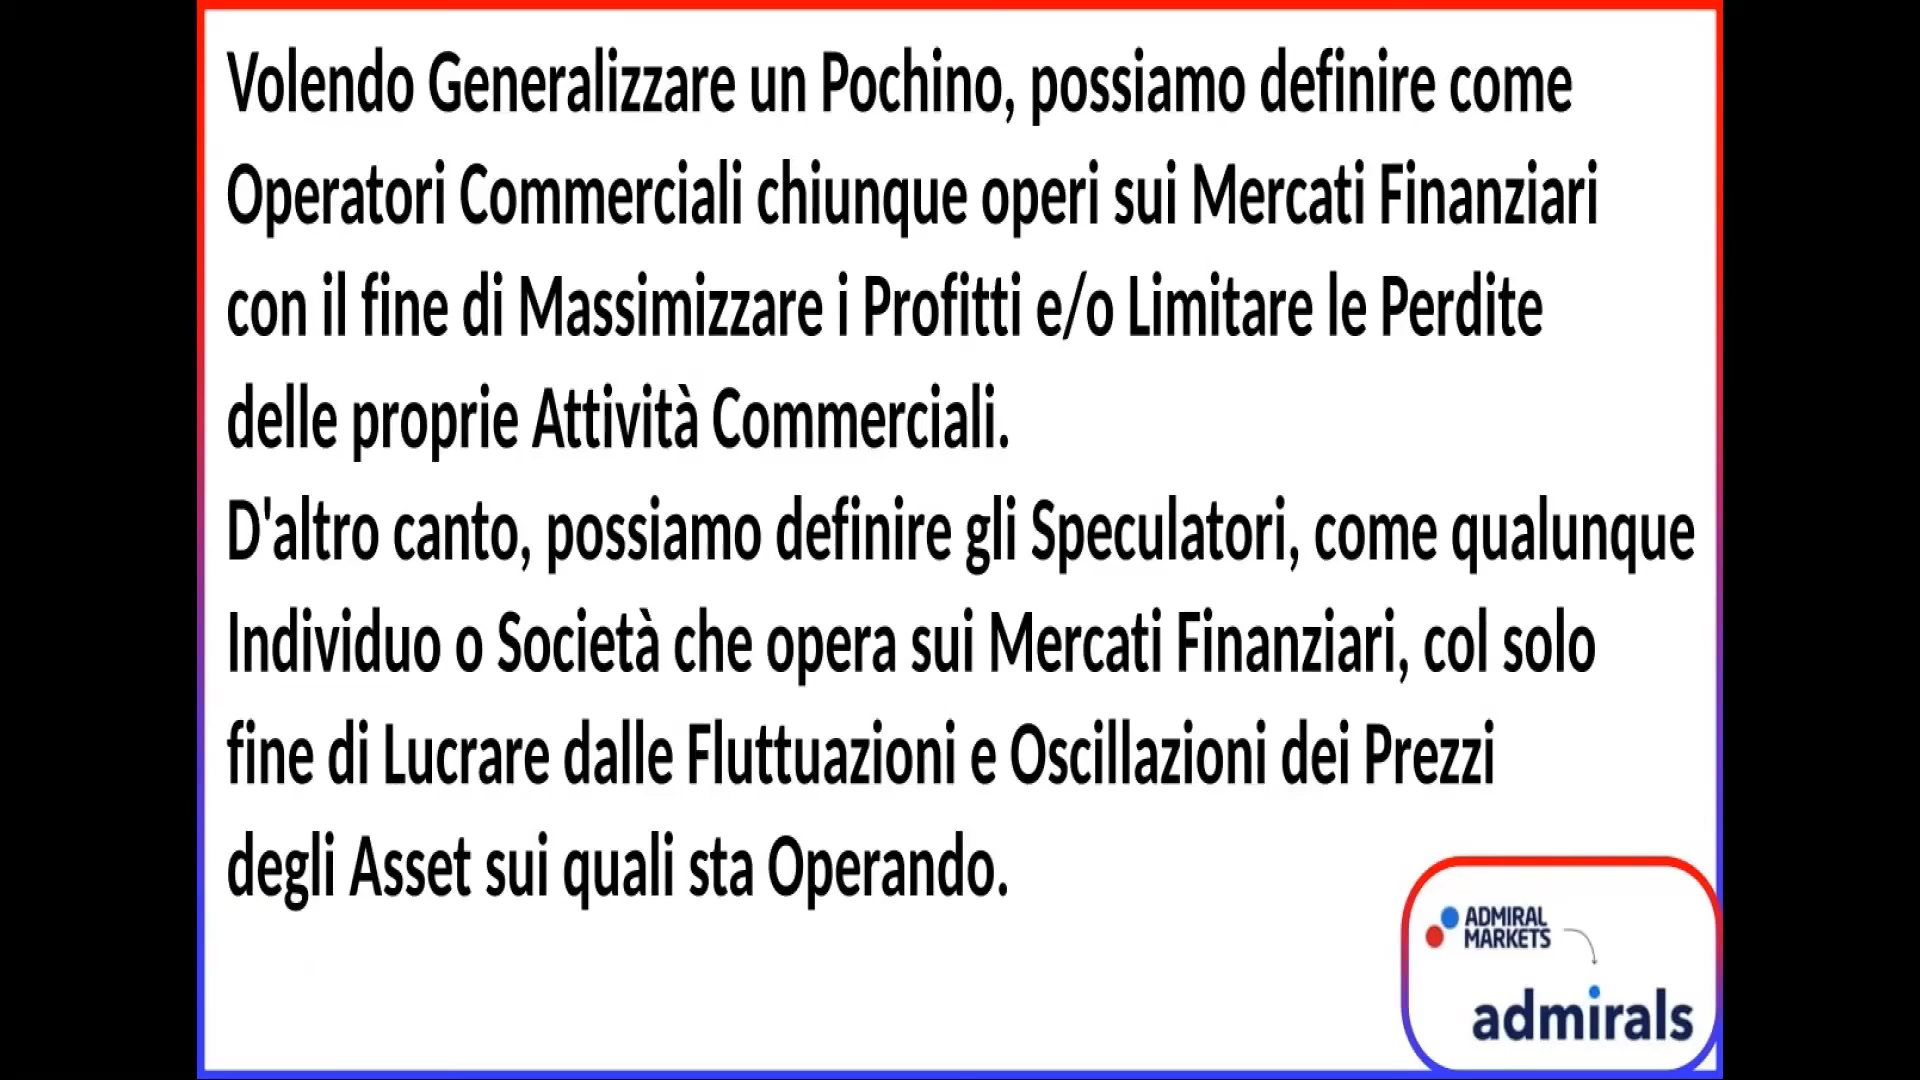 Volendo Generalizzare un Pochino, possiamo definire come
Operatori Commerciali chiunque operi sui Mercati Finanziari
con il fine di Massimizzare i Profitti e/o Limitare le Perdite
delle proprie Attività Commerciali.
D'altro canto, possiamo definire gli Speculatori, come qualunque
Individuo o Società che opera sui Mercati Finanziari, col solo
fine di Lucrare dalle Fluttuazioni e Oscillazioni dei Prezzi
degli Asset sui quali sta Operando.
ADMIRAL
MARKETS
admirals